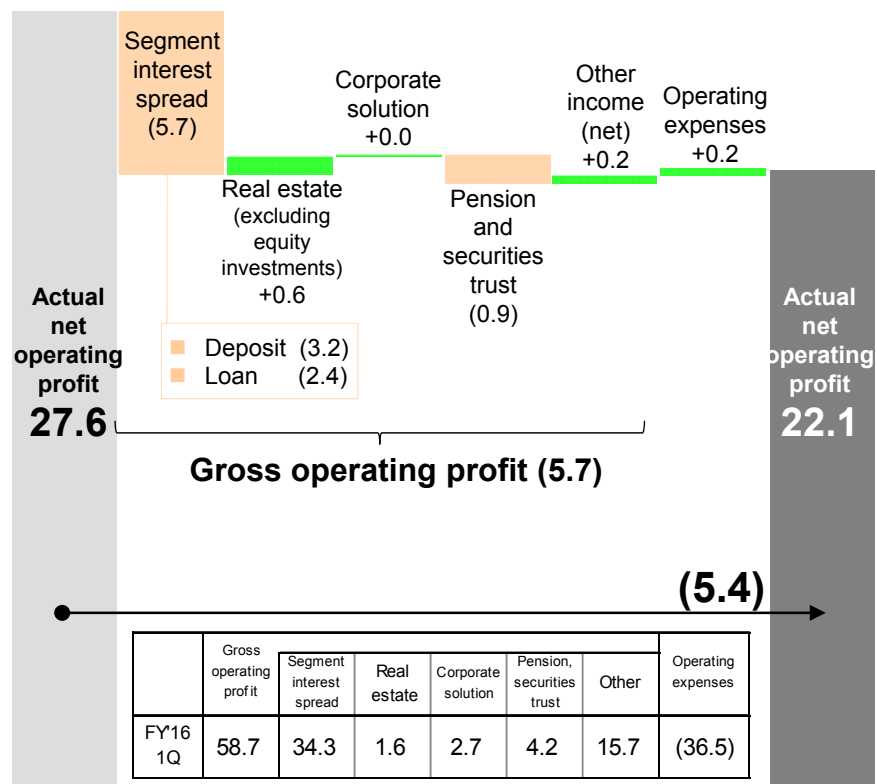 Segment
interest
spread)
(5.7)
Real estate
(excluding
equity
investments)
+0.6
Corporate
solution
+0.0
Pension
and
securities
trust
(0.9)
Other
income
(net)
+0.2
Operating
expenses
+0.2
Actual
net
operating
profit
27.6
Deposit (3.2)
Loan (2.4)
Actual
net
operating
profit
22.1
Gross operating profit (5.7)
(5.4)
Gross
operating
profit
Segment
interest
spread
Real
estate
Corporate
solution
Pension,
securities
trust
Other
Operating
expenses
FY'16
1Q
58.7 34.3 1.6 2.7 4.2 15.7 (36.5)